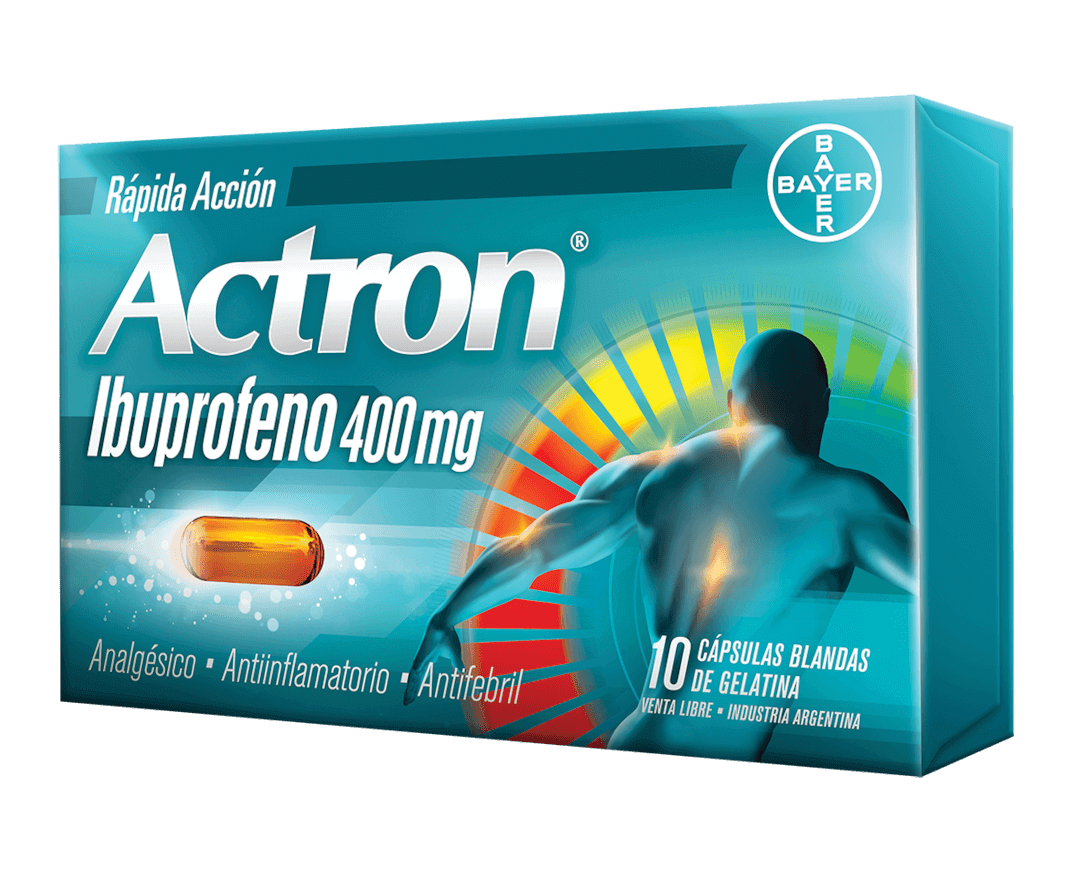 Rápida Acción
BAYER
BAYER
Actron®
Ibuprofeno 400 mg
Analgésico ▪ Antiinflamatorio ▪ Antifebril
10 CÁPSULAS BLANDAS
DE GELATINA
VENTA LIBRE ▪ INDUSTRIA ARGENTINA